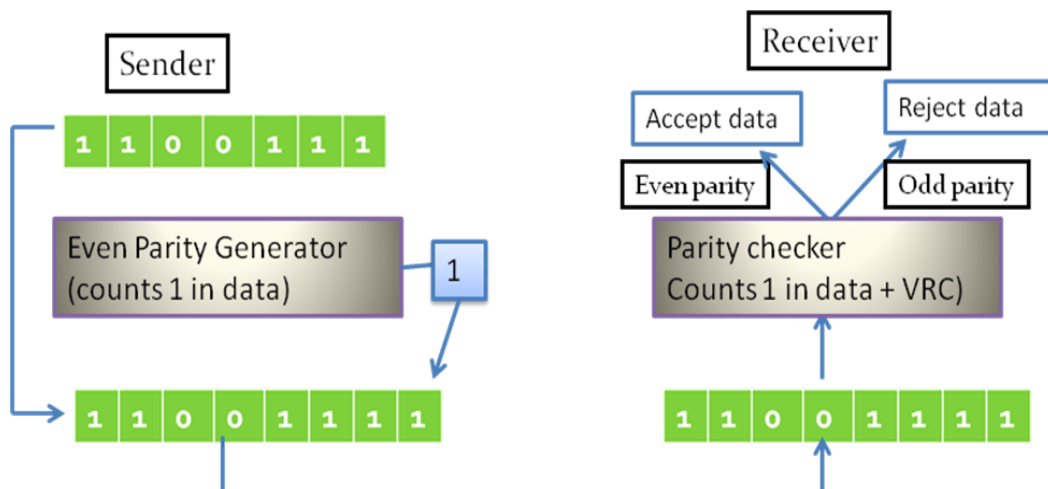 Sender
1 1 0 0 1 1 1
Even Parity Generator
(counts 1 in data)
1
1 1 0 0 1 1 1 1
Receiver
Accept data
Reject data
Even parity
Odd parity
Parity checker
Counts 1 in data + VRC)
1 1 0 0 1 1 1 1